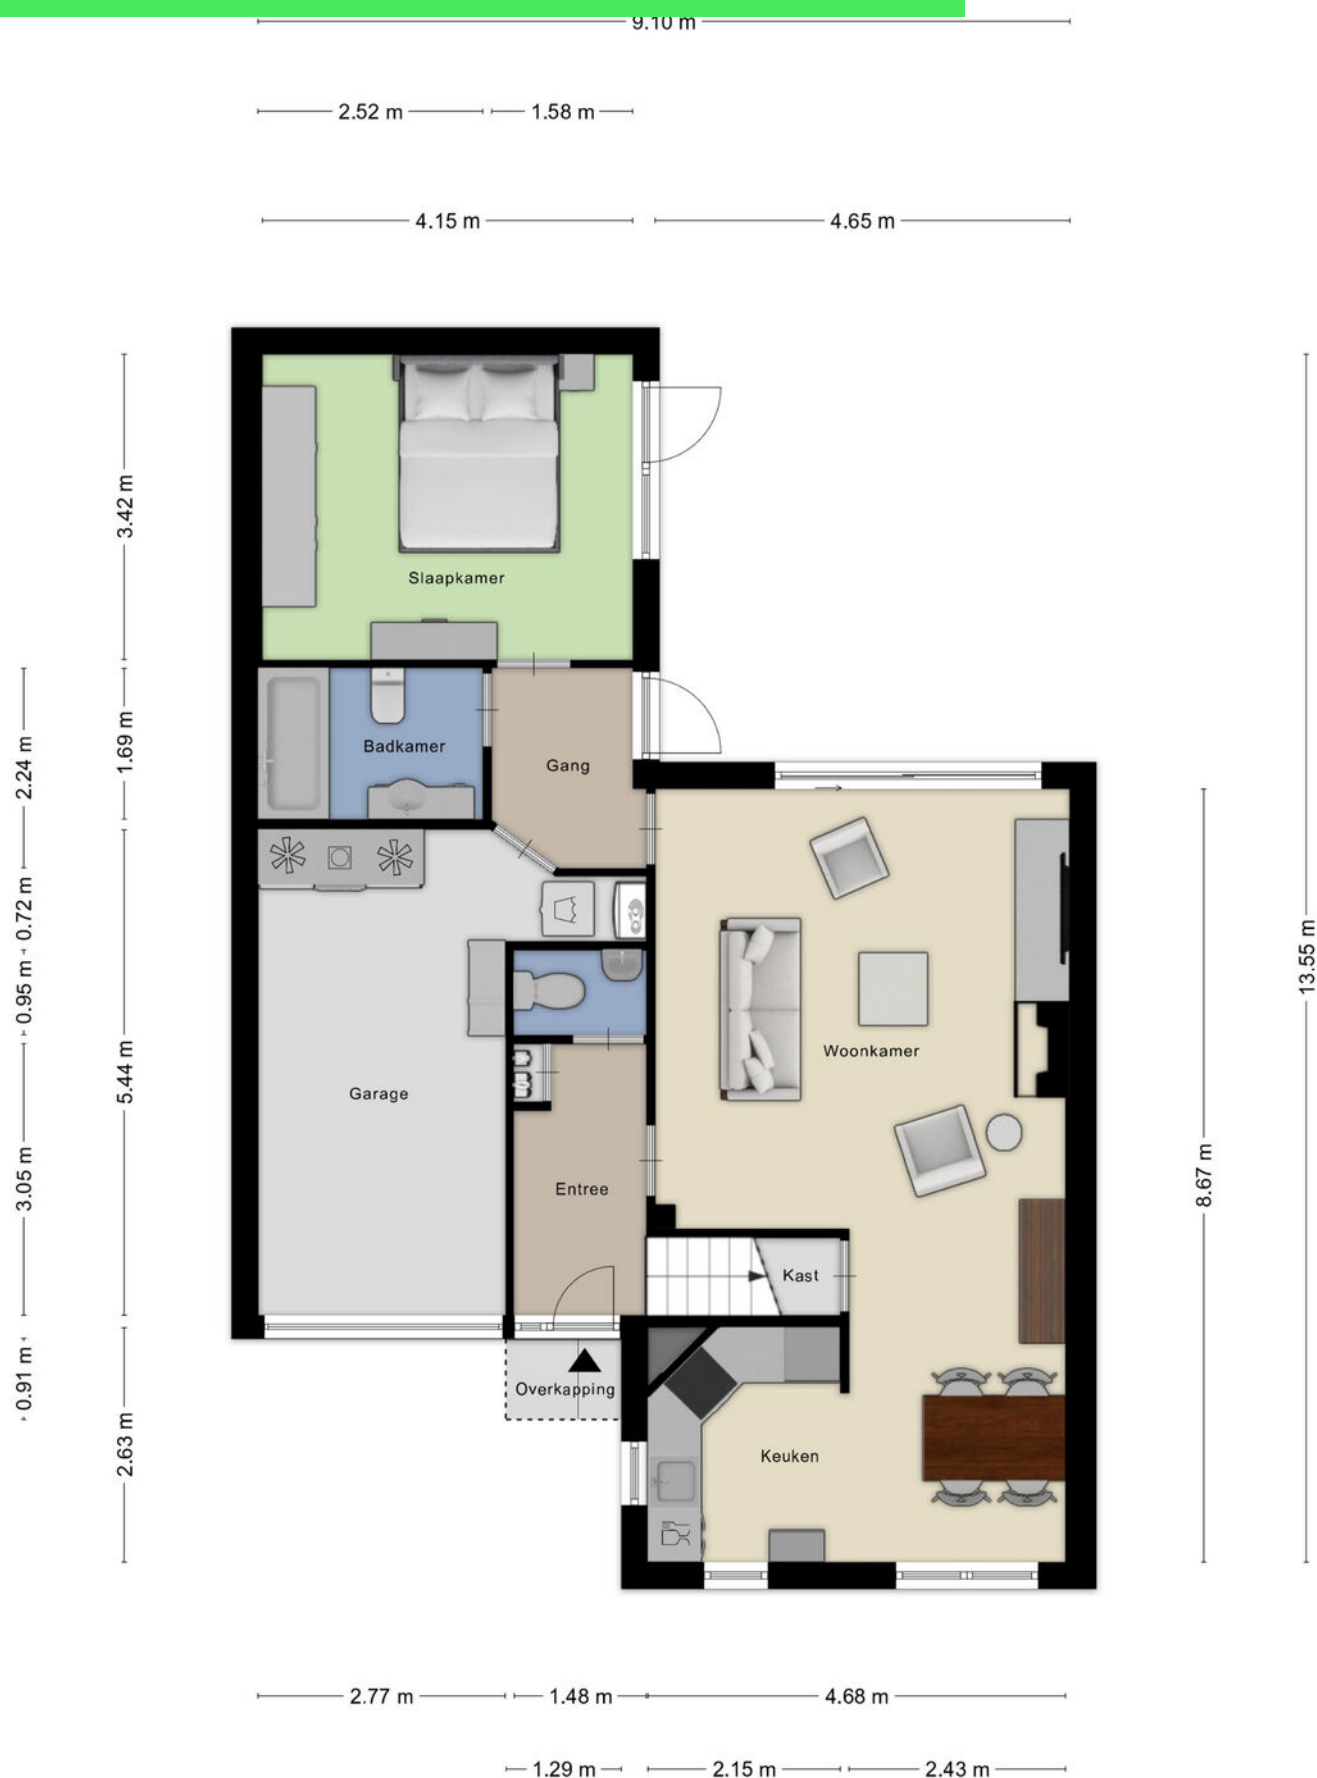 9.10 m
2.52 m
1.58 m
4.15 m
4.65 m
3.42 m
Slaapkamer
1.69 m
2.24 m
Badkamer
Gang
0.72 m
0.95 m
13.55 m
Woonkamer
5.44 m
Garage
3.05 m
8.67 m
Entree
Kast
0.91 m
Overkapping
2.63 m
Keuken
2.77 m
1.48 m
4.68 m
1.29 m
2.15 m
2.43 m